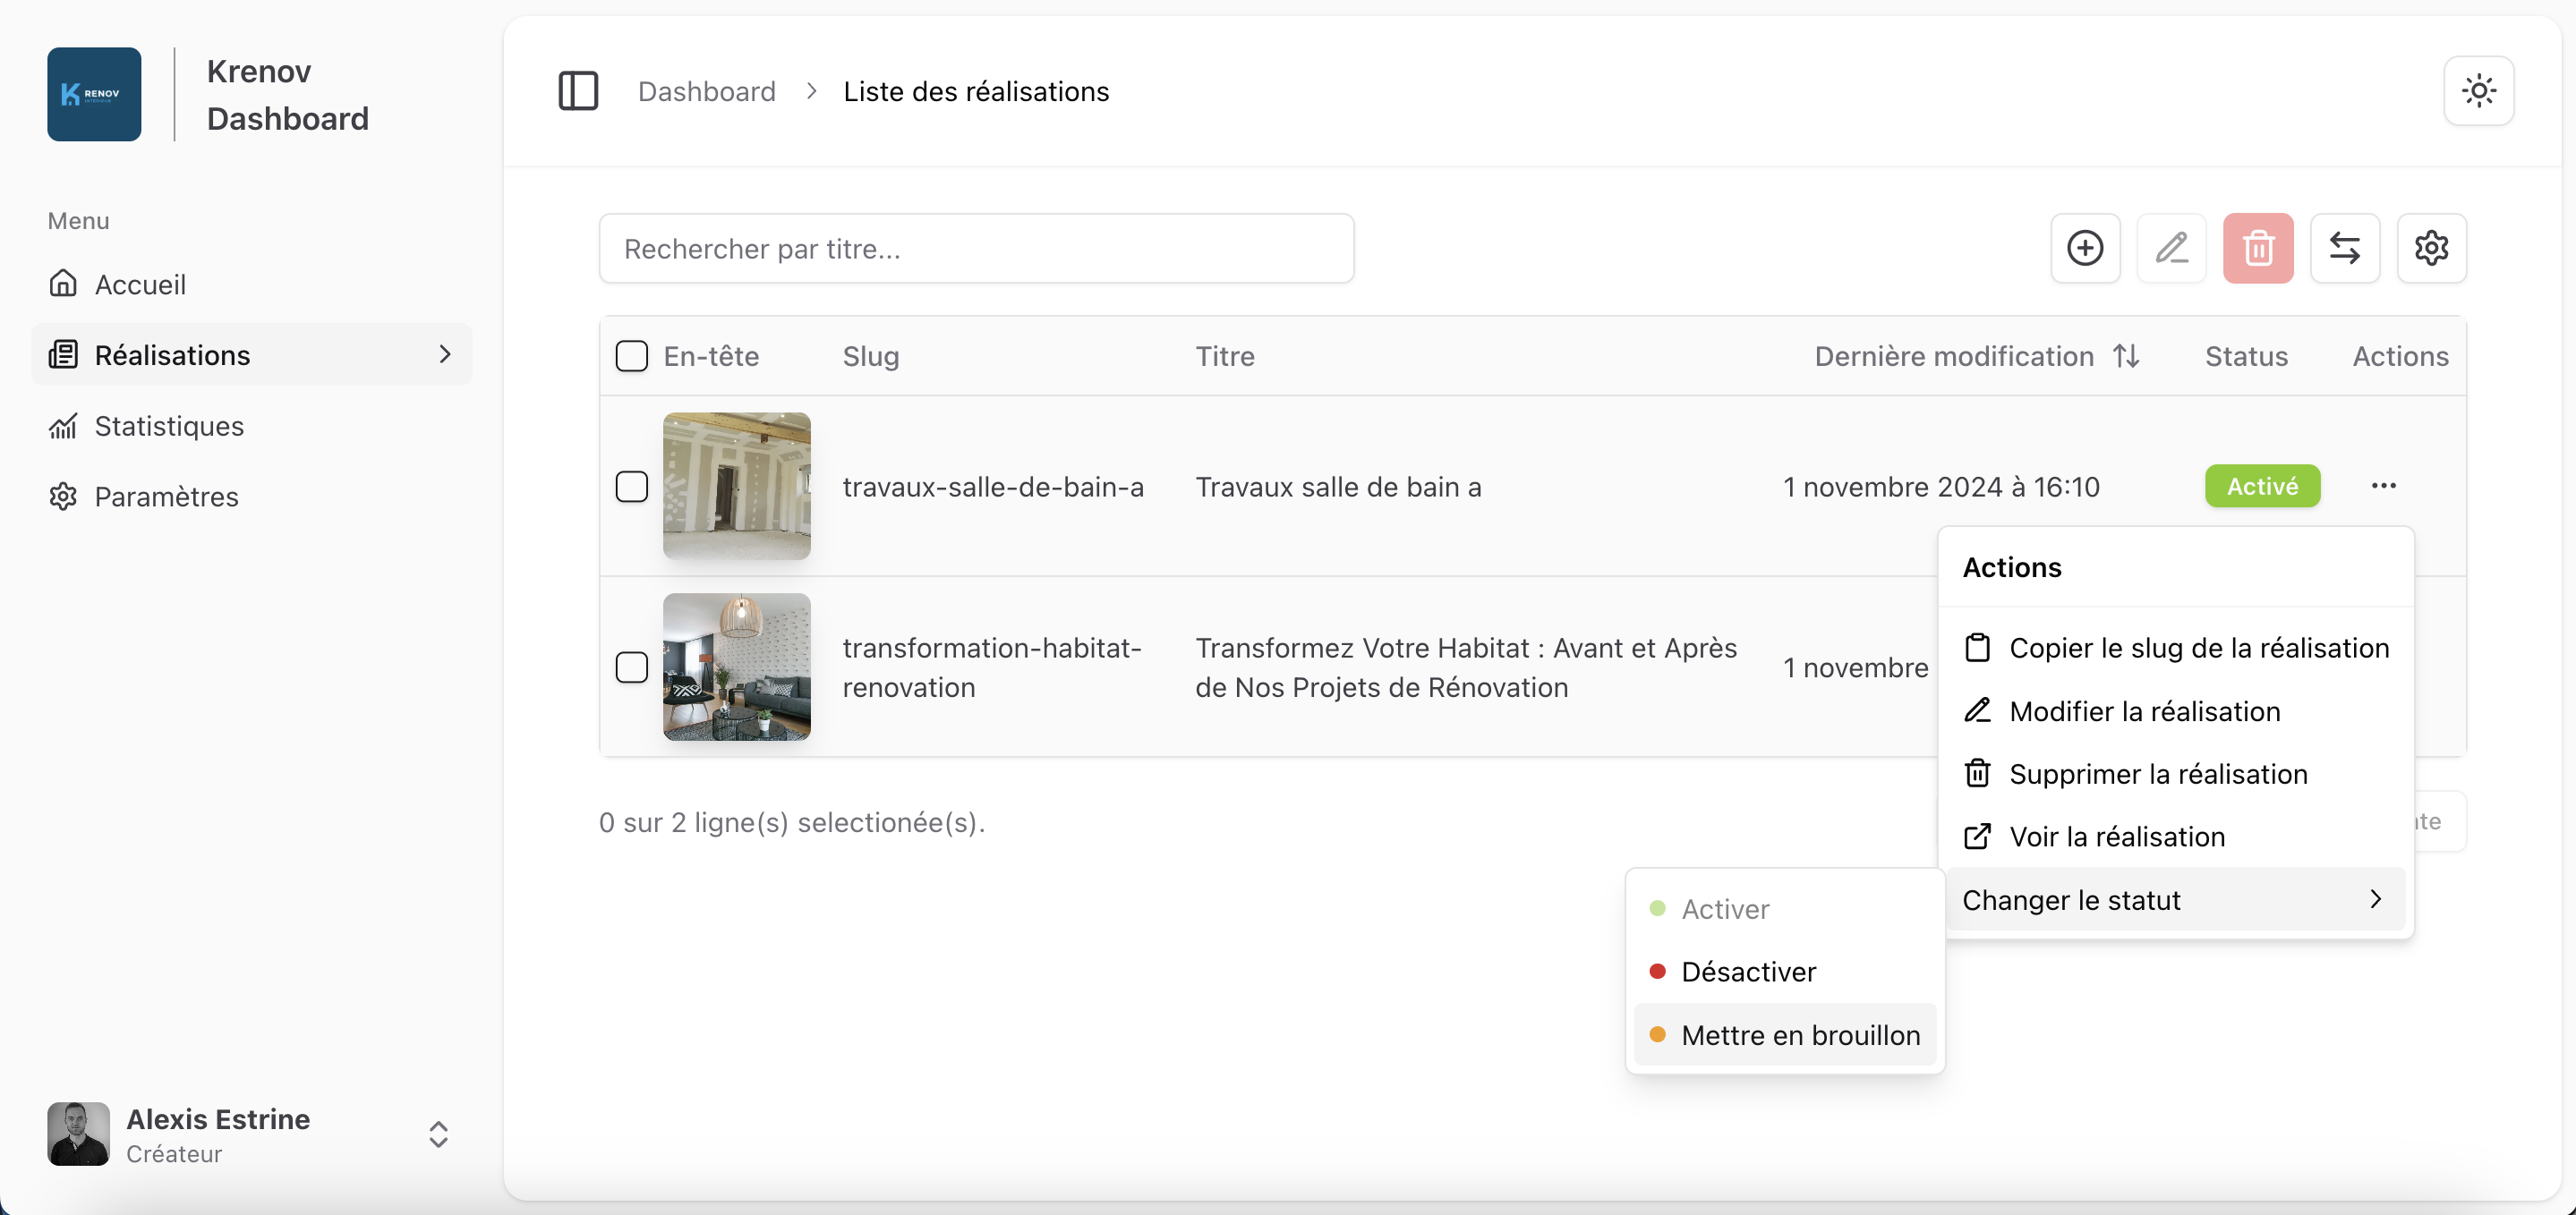 K RENOV
Krenov
Dashboard
Menu
Accueil
Réalisations
Statistiques
Paramètres
Alexis Estrine
Créateur
Dashboard > Liste des réalisations
Rechercher par titre...
En-tête Slug Titre Dernière modification Status Actions
travaux-salle-de-bain-a Travaux salle de bain a 1 novembre 2024 à 16:10 Activé
transformation-habitat-
renovation
Transformez Votre Habitat : Avant et Après
de Nos Projets de Rénovation
1 novembre
0 sur 2 ligne(s) selectionée(s).
Actions
Copier le slug de la réalisation
Modifier la réalisation
Supprimer la réalisation
Voir la réalisation
Changer le statut
Activer
Désactiver
Mettre en brouillon